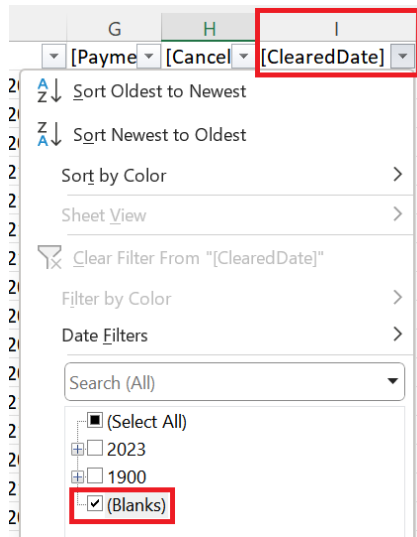 G H I
[Payme [Cancel [ClearedDate]
Sort Oldest to Newest
Sort Newest to Oldest
Sort by Color
Sheet View
Clear Filter From "[ClearedDate]"
Filter by Color
Date Filters
Search (All)
(Select All)
2023
1900
(Blanks)